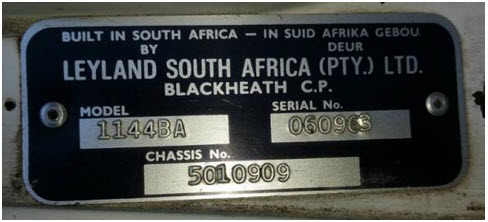 BUILT IN SOUTH AFRICA — IN SUID AFRIKA GEBOU
BY DEUR
LEYLAND SOUTH AFRICA (PTY.) LTD.
BLACKHEATH C.P.
MODEL SERIAL No.
1144BA 060963
CHASSIS No.
5010909